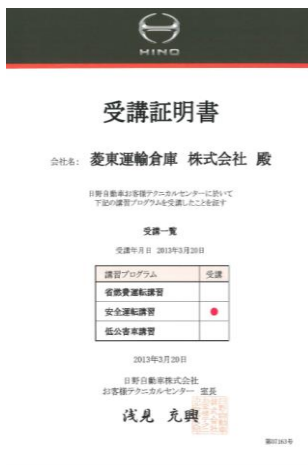 HINO
受講証明書
会社名: 菱東運輸倉庫 株式会社 殿
日野自動車お客様テクニカルセンターに於いて
下記の講習プログラムを受講したことを証す
受講一覧
受講年月日 2013年3月20日
講習プログラム 受講
省燃費運転講習
安全運転講習 ●
低公害車講習
2013年3月20日
日野自動車株式会社
お客様テクニカルセンター 室長
浅見 充興